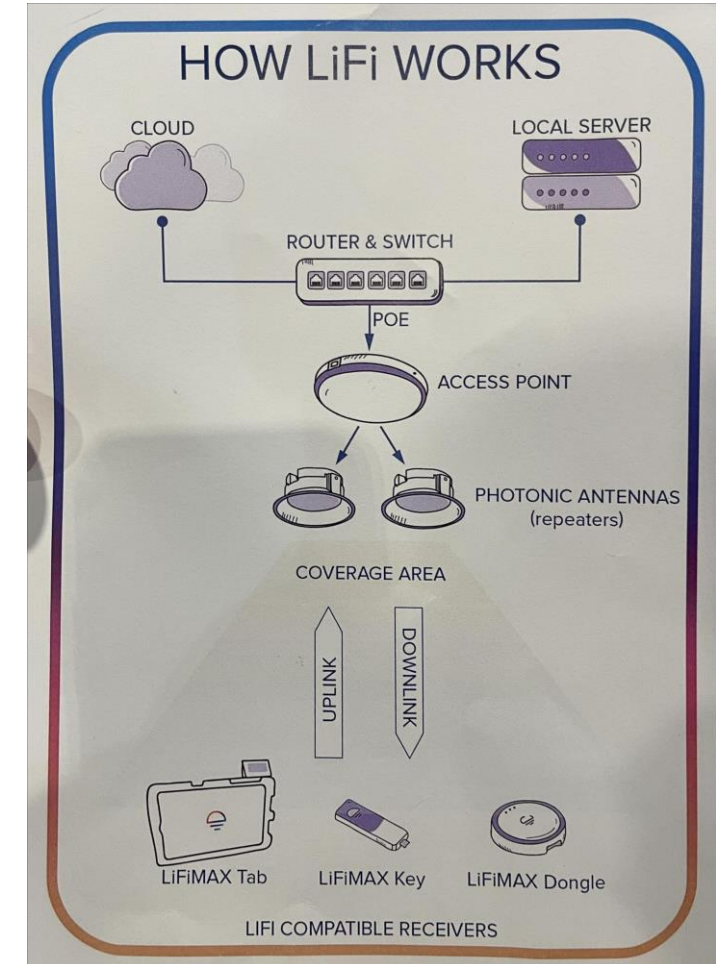 HOW LiFi WORKS
CLOUD
LOCAL SERVER
ROUTER & SWITCH
POE
ACCESS POINT
PHOTONIC ANTENNAS
(repeaters)
COVERAGE AREA
UPLINK
DOWNLINK
LiFiMAX Tab
LiFiMAX Key
LiFiMAX Dongle
LIFI COMPATIBLE RECEIVERS